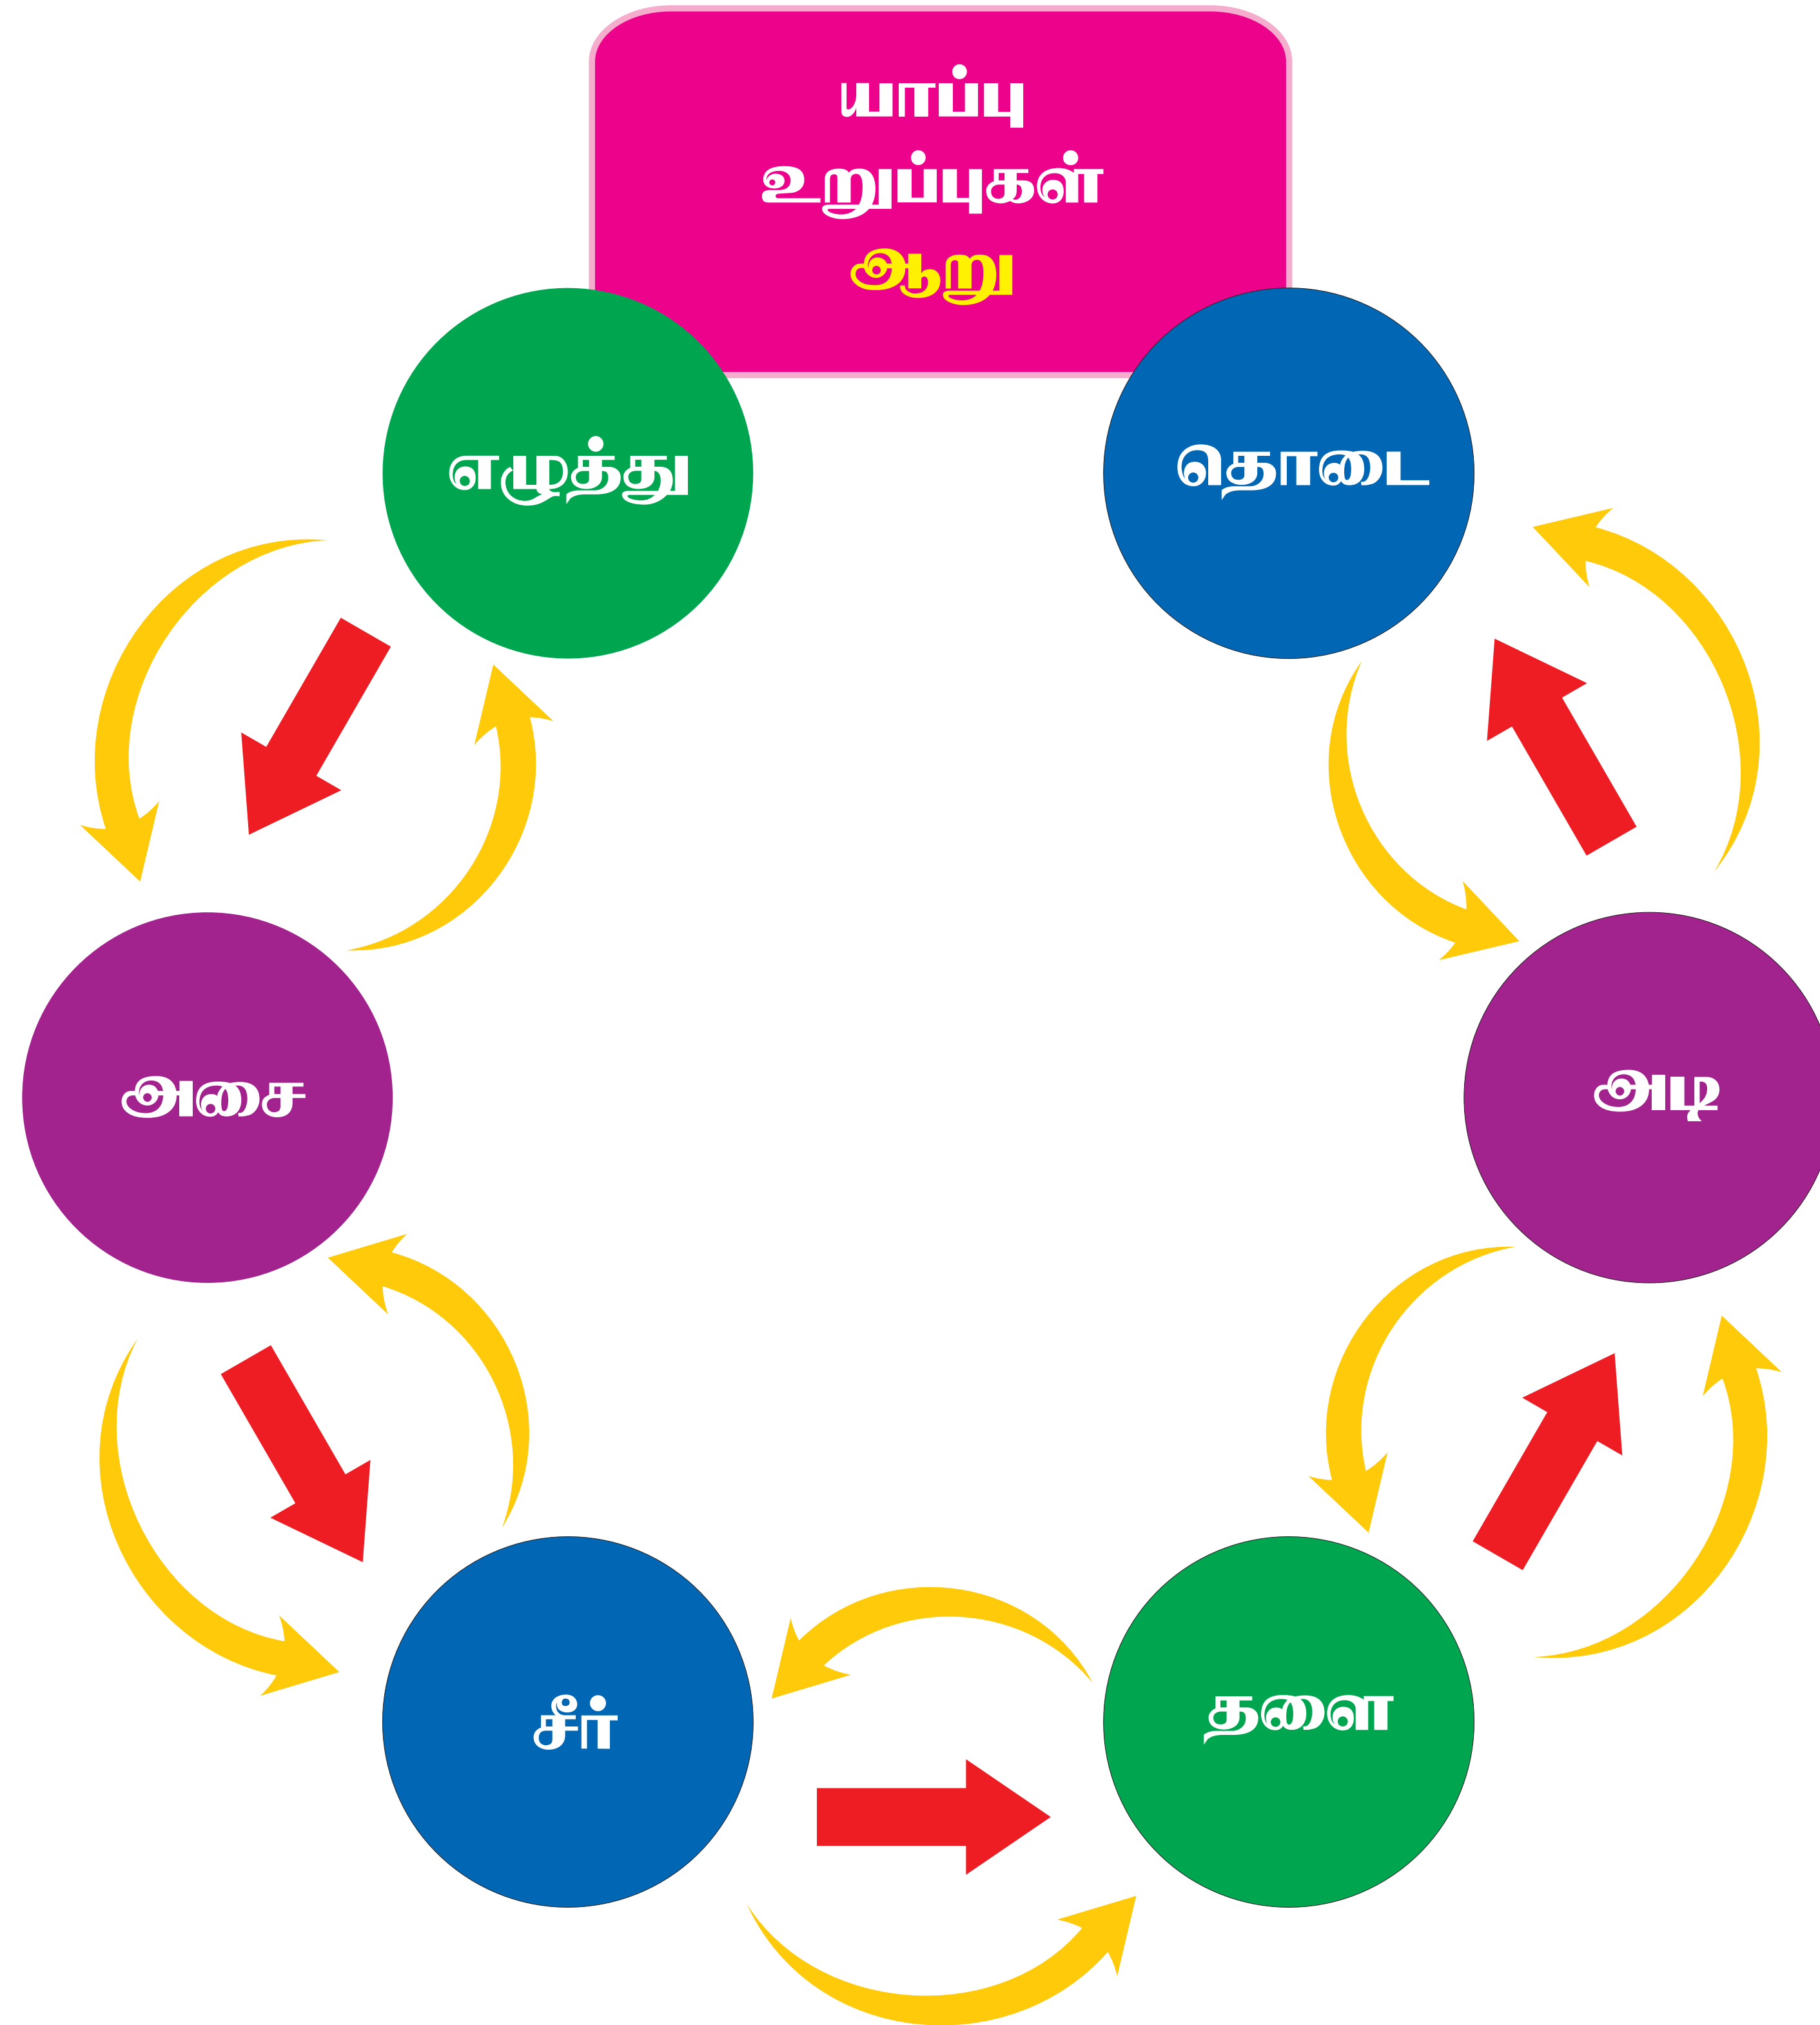 யாப்பு
உறுப்புகள்
ஆறு
எழுத்து
அசை
சீர்
தளை
அடி
தொடை